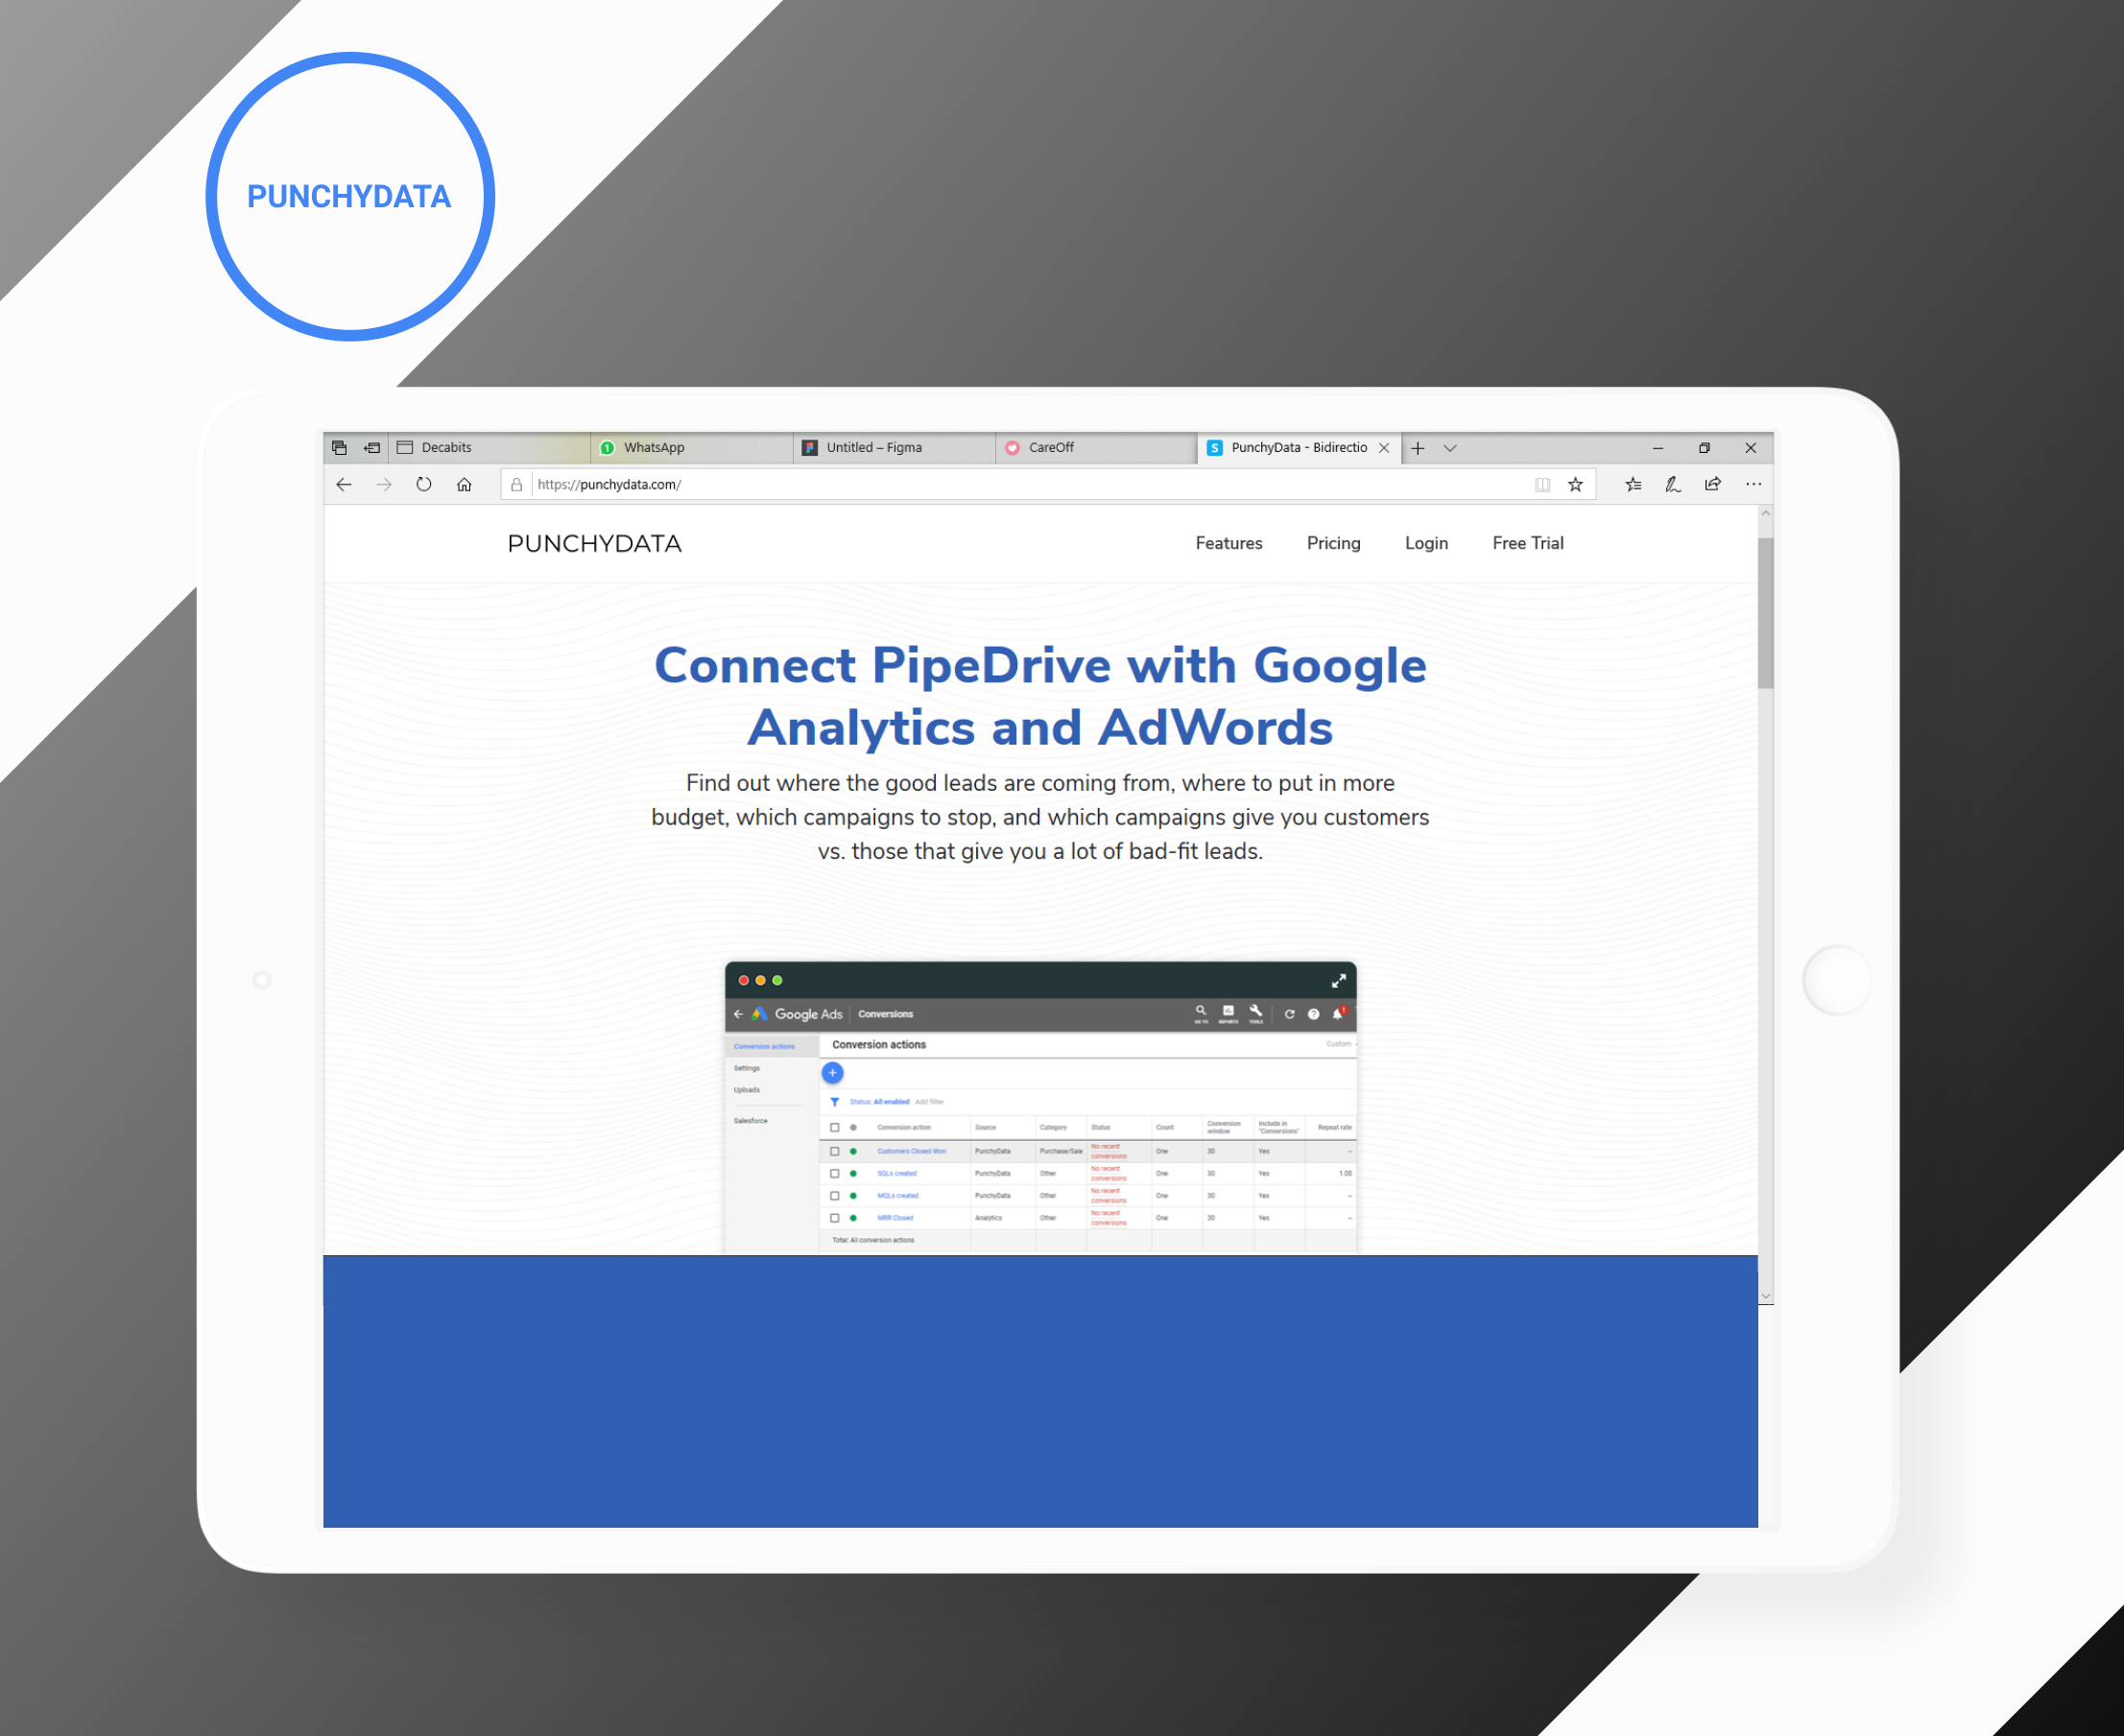 PUNCHYDATA
Decabits
WhatsApp
Untitled – Figma
CareOff
PunchyData - Bidirectio
https://punchydata.com/
PUNCHYDATA
Features Pricing Login Free Trial
Connect PipeDrive with Google
Analytics and AdWords
Find out where the good leads are coming from, where to put in more
budget, which campaigns to stop, and which campaigns give you customers
vs. those that give you a lot of bad-fit leads.
Google Ads Conversions
GO TO REPORTS TOOLS
Conversion actions
Settings
Uploads
Salesforce
Conversion actions
Custom
Status: All enabled Add filter
Conversion action Source Category Status Count Conversion window Include in "Conversions" Repeat rate
Customers Closed Won PunchyData Purchase/Sale No recent conversions One 30 Yes –
SQLs created PunchyData Other No recent conversions One 30 Yes 1.00
MQLs created PunchyData Other No recent conversions One 30 Yes –
MRR Closed Analytics Other No recent conversions One 30 Yes –
Total: All conversion actions